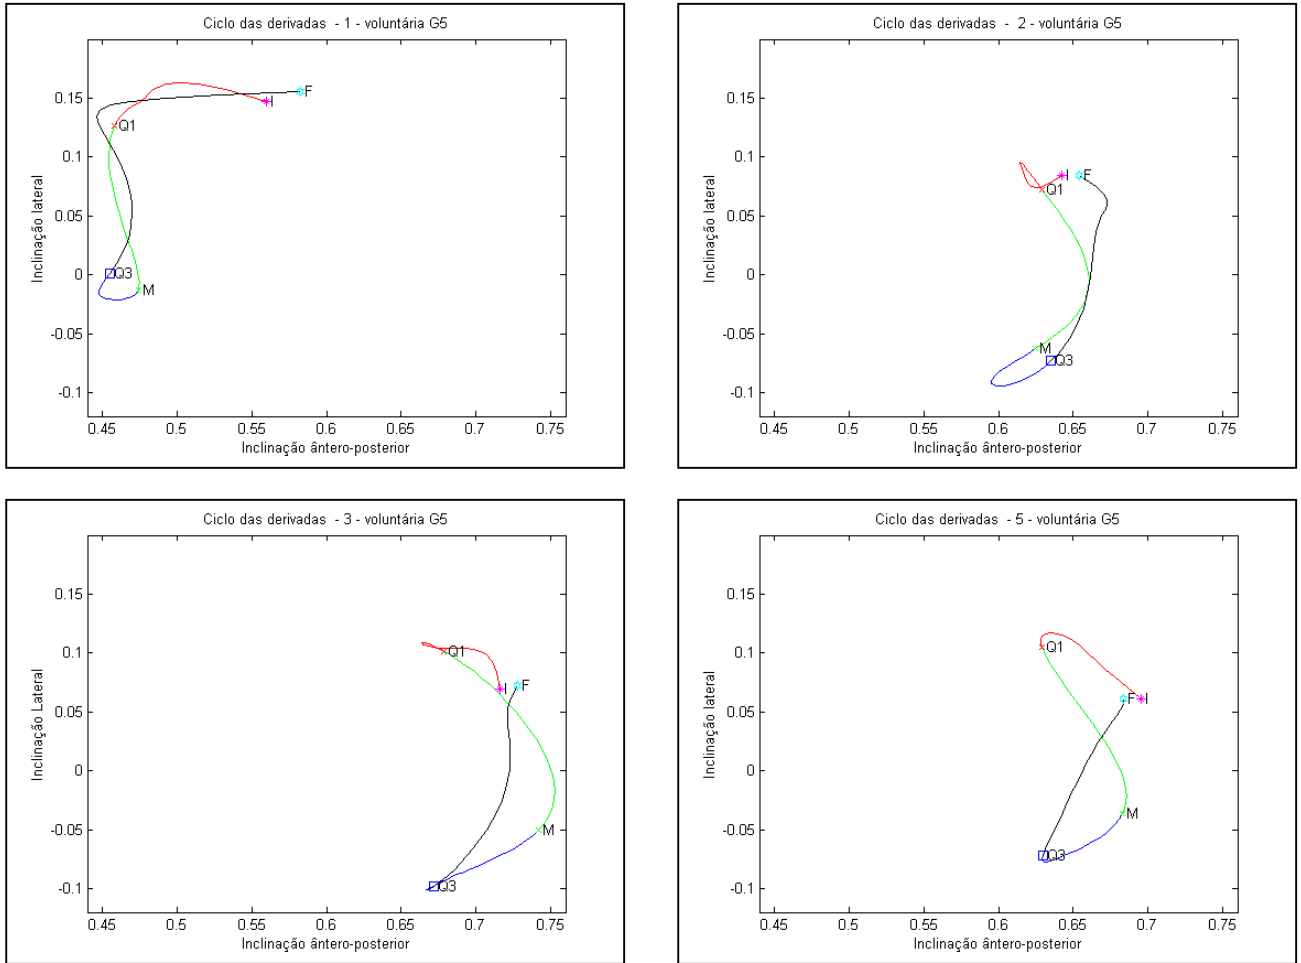 Ciclo das derivadas - 1 - voluntária G5
Inclinação lateral
0.15
0.1
0.05
0
-0.05
-0.1
I
F
Q1
Q3
M
0.45 0.5 0.55 0.6 0.65 0.7 0.75
Inclinação ântero-posterior
Ciclo das derivadas - 2 - voluntária G5
Inclinação lateral
0.15
0.1
0.05
0
-0.05
-0.1
I
F
Q1
M
Q3
0.45 0.5 0.55 0.6 0.65 0.7 0.75
Inclinação ântero-posterior
Ciclo das derivadas - 3 - voluntária G5
Inclinação Lateral
0.15
0.1
0.05
0
-0.05
-0.1
Q1
I
F
M
Q3
0.45 0.5 0.55 0.6 0.65 0.7 0.75
Inclinação ântero-posterior
Ciclo das derivadas - 5 - voluntária G5
Inclinação lateral
0.15
0.1
0.05
0
-0.05
-0.1
Q1
F
I
M
Q3
0.45 0.5 0.55 0.6 0.65 0.7 0.75
Inclinação ântero-posterior